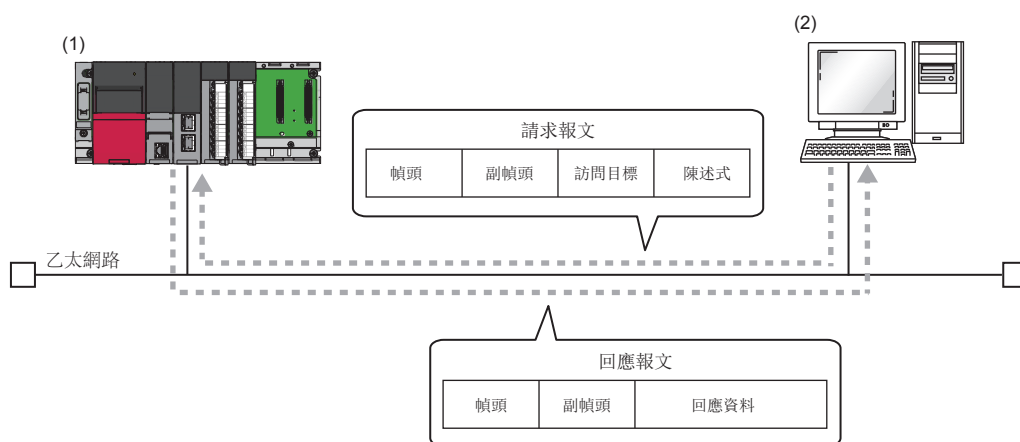 (1)
(2)
請求報文
幀頭
副幀頭
訪問目標
陳述式
乙太網路
回應報文
幀頭
副幀頭
回應資料